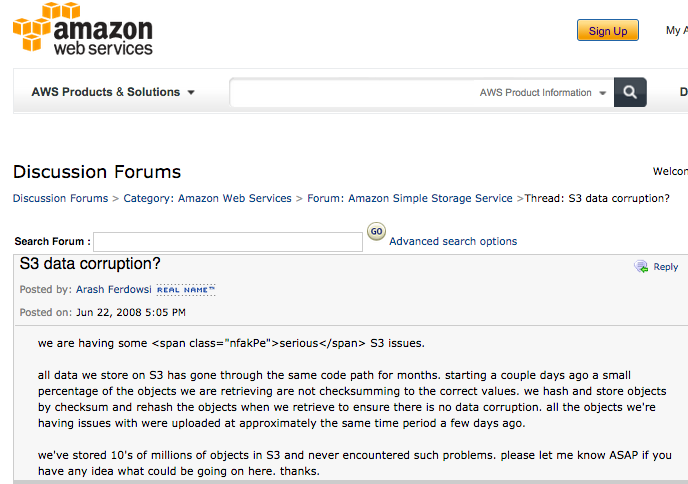 amazon
web services
Sign Up
My A
AWS Products & Solutions
AWS Product Information
D
Discussion Forums
Welcon
Discussion Forums > Category: Amazon Web Services > Forum: Amazon Simple Storage Service >Thread: S3 data corruption?
Search Forum :
GO
Advanced search options
S3 data corruption?
Reply
Posted by: Arash Ferdowsi REAL NAME™
Posted on: Jun 22, 2008 5:05 PM
we are having some <span class="nfakPe">serious</span> S3 issues.
all data we store on S3 has gone through the same code path for months. starting a couple days ago a small
percentage of the objects we are retrieving are not checksumming to the correct values. we hash and store objects
by checksum and rehash the objects when we retrieve to ensure there is no data corruption. all the objects we're
having issues with were uploaded at approximately the same time period a few days ago.
we've stored 10's of millions of objects in S3 and never encountered such problems. please let me know ASAP if you
have any idea what could be going on here. thanks.